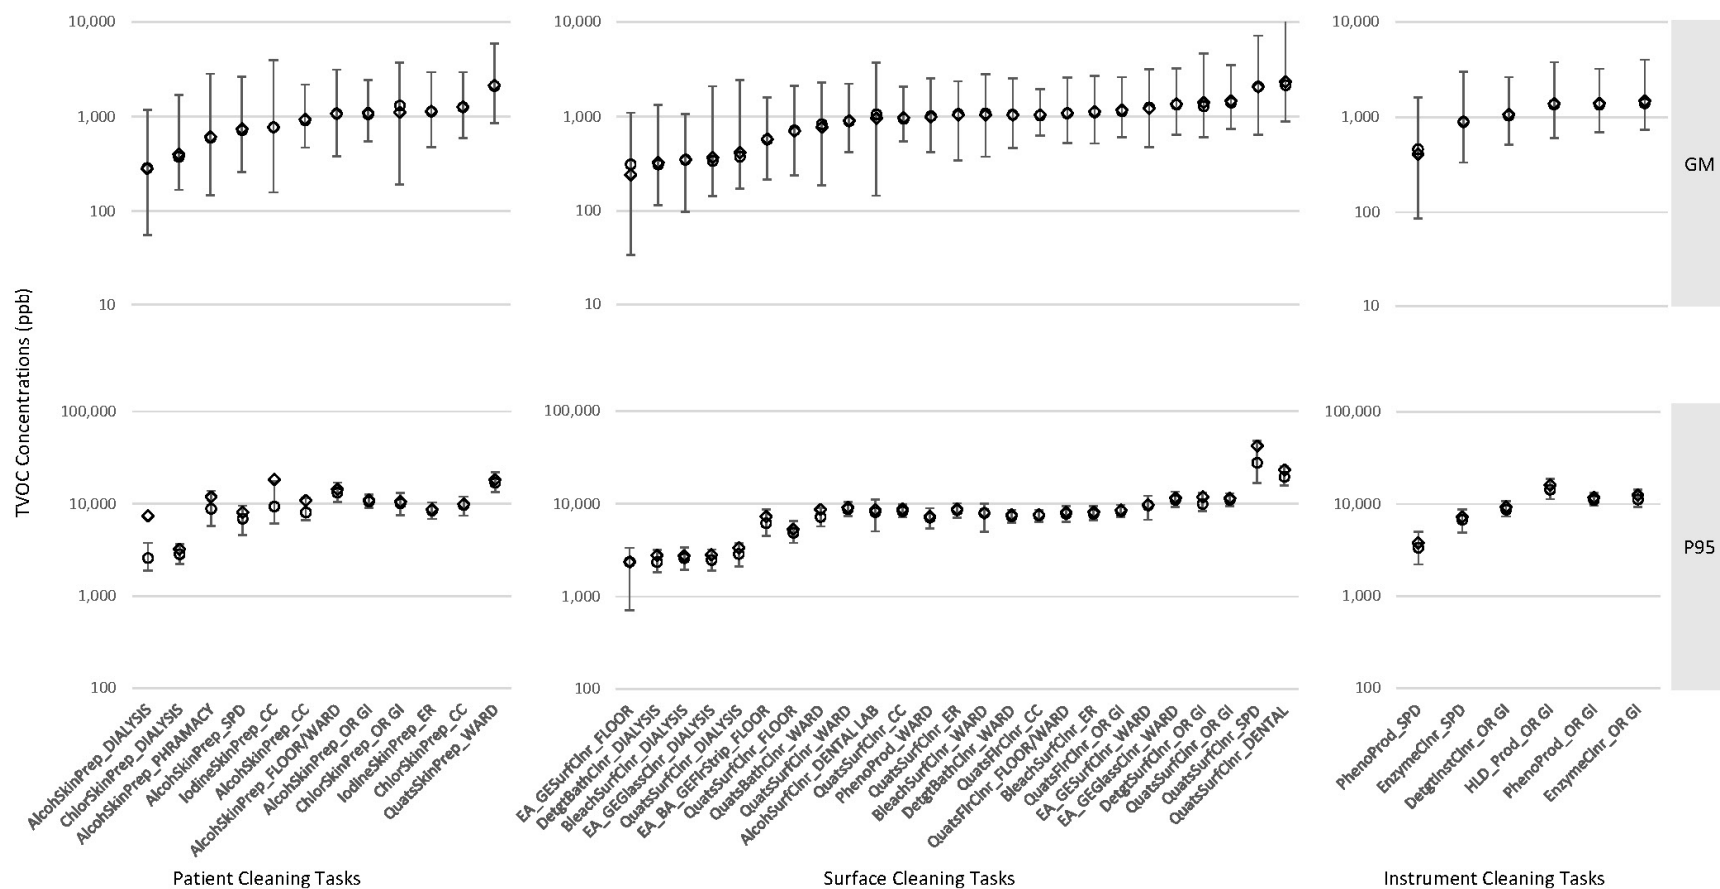 TVOC Concentrations (ppb)
10,000
1,000
100
10
10,000
1,000
100
10
10,000
1,000
100
10
GM
100,000
10,000
1,000
100
100,000
10,000
1,000
100
100,000
10,000
1,000
100
P95
AlcohSkinPrep_DIALYSIS
ChlorSkinPrep_DIALYSIS
AlcohSkinPrep_PHRAMACY
AlcohSkinPrep_SPD
IodineSkinPrep_CC
AlcohSkinPrep_CC
AlcohSkinPrep_FLOOR/WARD
AlcohSkinPrep_OR GI
ChlorSkinPrep_OR GI
IodineSkinPrep_ER
ChlorSkinPrep_CC
QuatsSkinPrep_WARD
EA_GESurfClnr_FLOOR
DetgtBathClnr_DIALYSIS
BleachSurfClnr_DIALYSIS
EA_GEGlassClnr_DIALYSIS
QuatsSurfClnr_DIALYSIS
EA_BA_GEFlrStrip_FLOOR
QuatsSurfClnr_FLOOR
QuatsBathClnr_WARD
QuatsSurfClnr_WARD
AlcohSurfClnr_DENTAL LAB
QuatsSurfClnr_CC
PhenoProd_WARD
QuatsSurfClnr_ER
BleachSurfClnr_WARD
DetgtBathClnr_WARD
QuatsFlrClnr_CC
QuatsFlrClnr_FLOOR/WARD
BleachSurfClnr_ER
QuatsFlrClnr_OR GI
EA_GESurfClnr_WARD
EA_GEGlassClnr_WARD
DetgtSurfClnr_OR GI
QuatsSurfClnr_OR GI
QuatsSurfClnr_SPD
QuatsSurfClnr_DENTAL
PhenoProd_SPD
EnzymeClnr_SPD
DetgtInstClnr_OR GI
HLD_Prod_OR GI
PhenoProd_OR GI
EnzymeClnr_OR GI
Patient Cleaning Tasks
Surface Cleaning Tasks
Instrument Cleaning Tasks